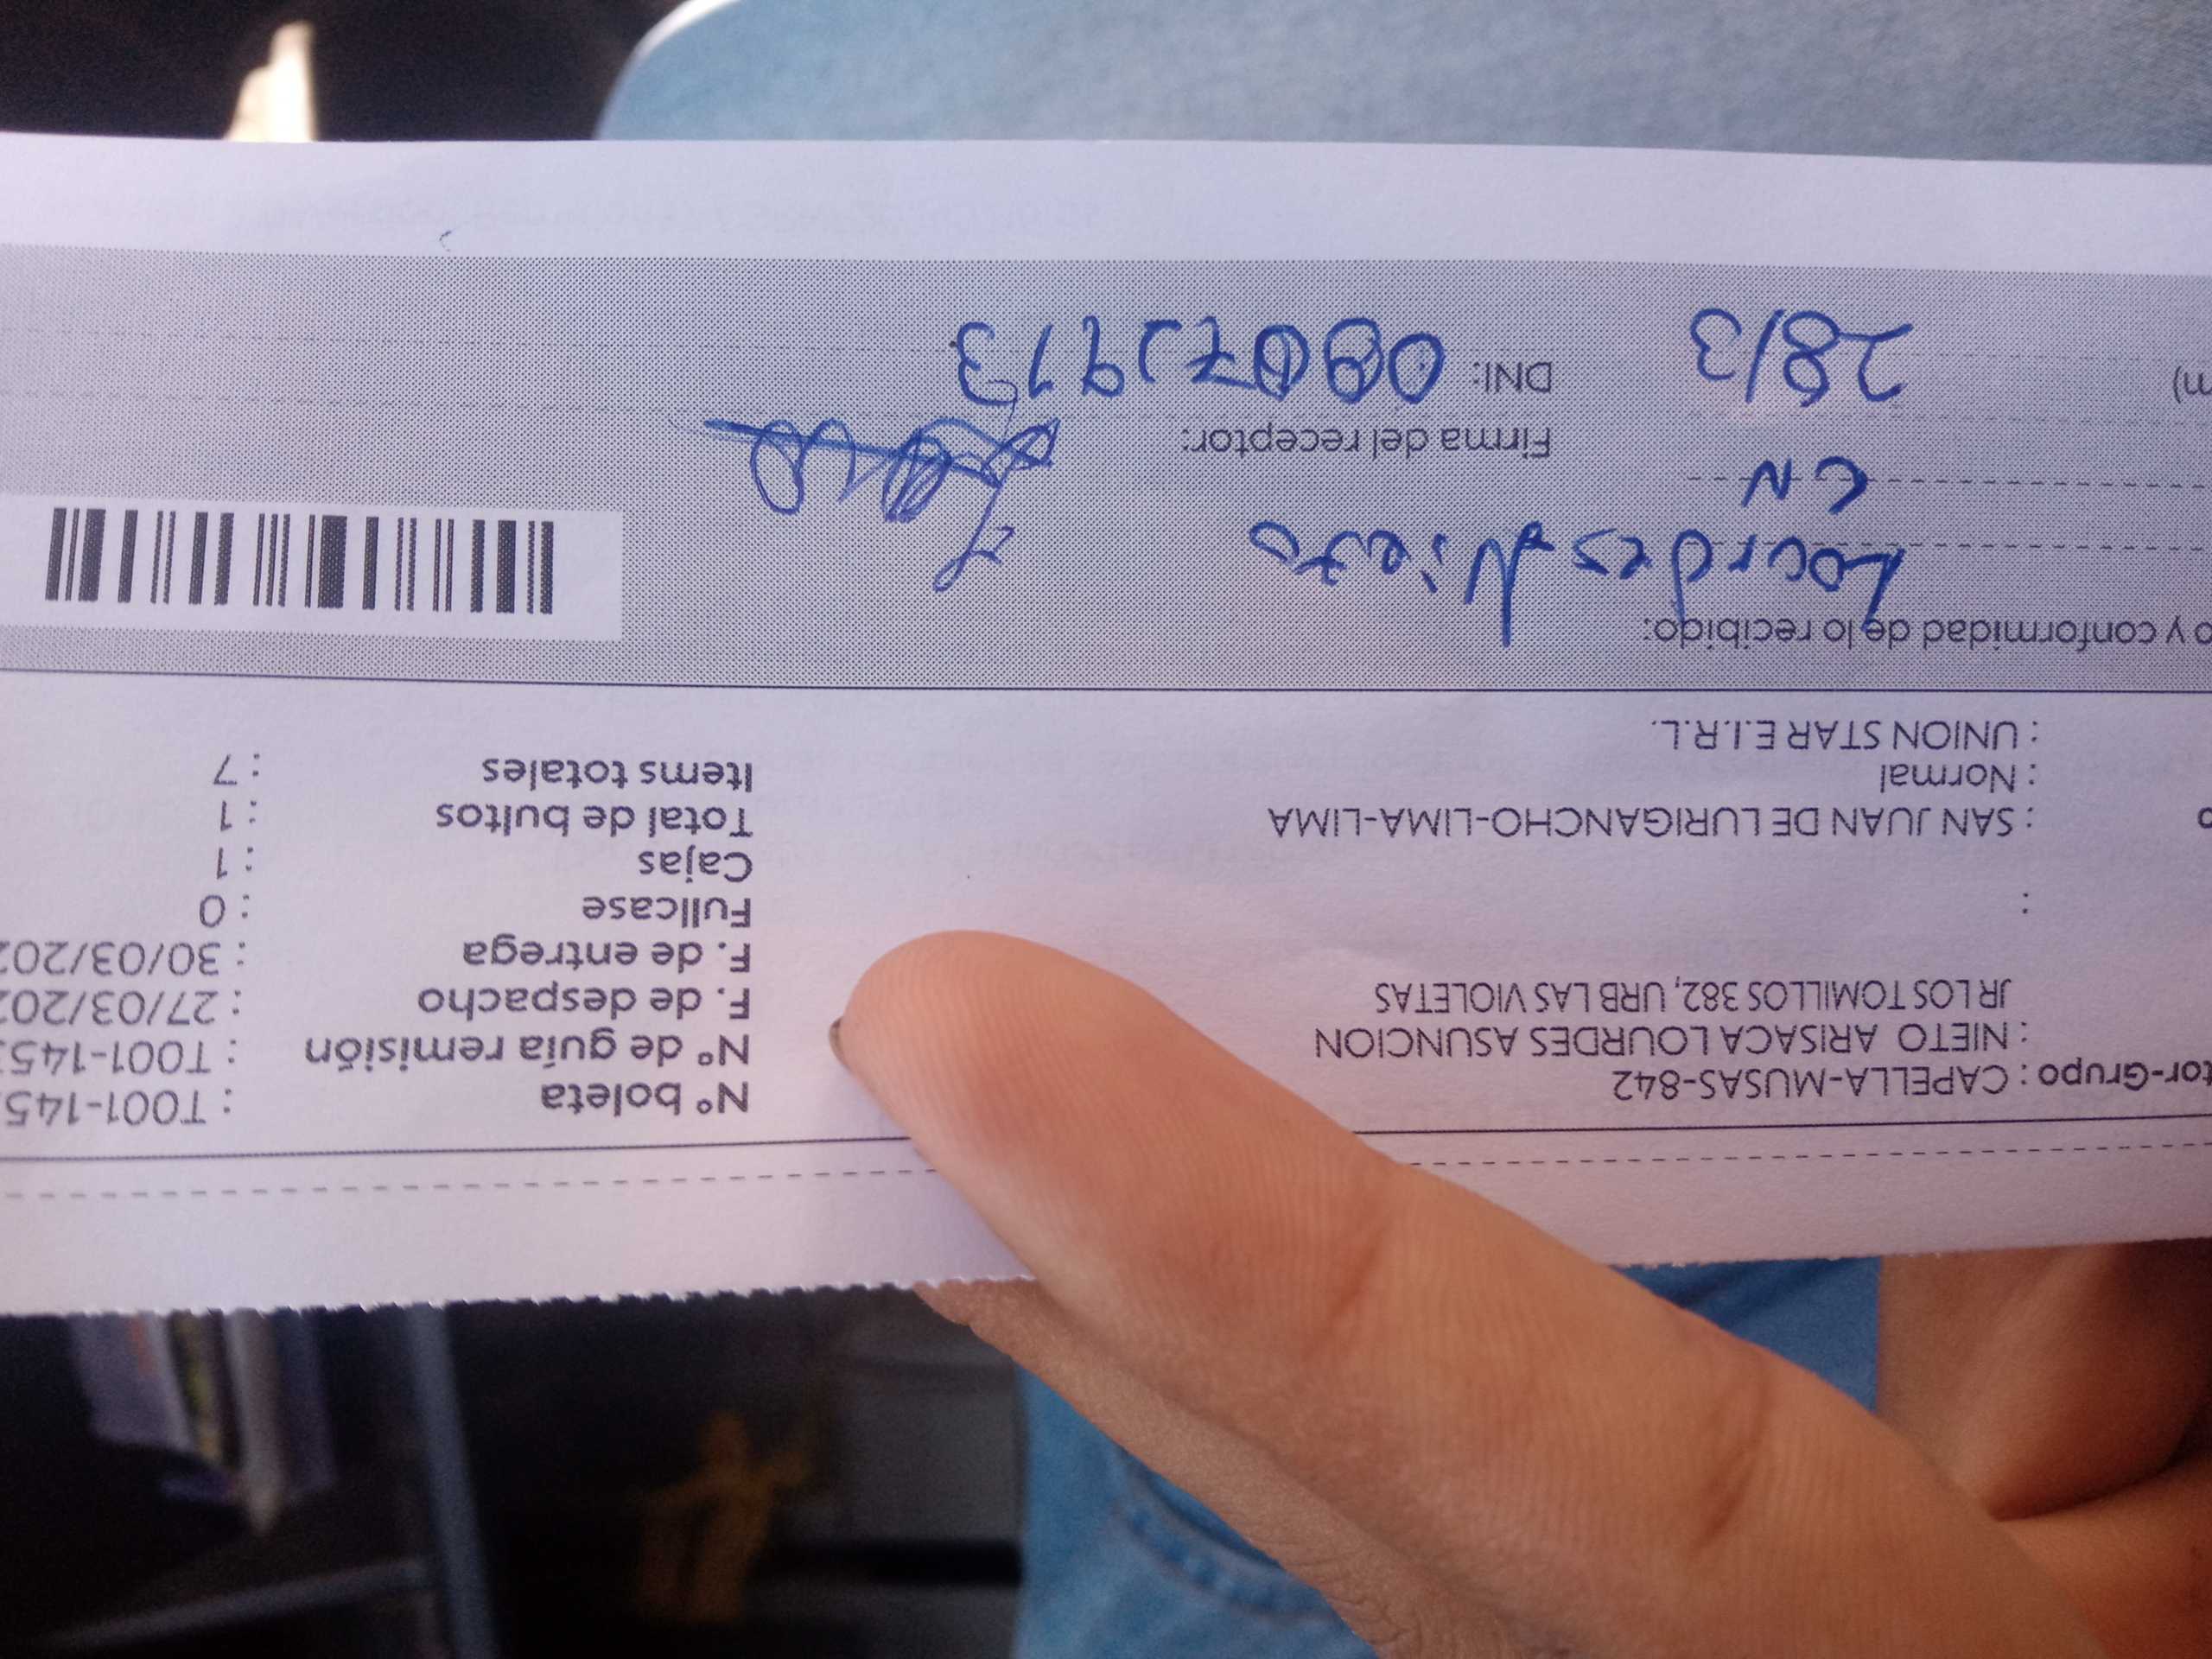 tor-Grupo : CAPELLA-MUSAS-842
: NIETO ARISACA LOURDES ASUNCION
JR LOS TOMILLOS 382, URB LAS VIOLETAS
:
: SAN JUAN DE LURIGANCHO-LIMA-LIMA
: Normal
: UNION STAR E.I.R.L.
Nº boleta : T001-145
Nº de guía remisión : T001-145
F. de despacho : 27/03/202
F. de entrega : 30/03/202
Fullcase : 0
Cajas : 1
Total de bultos : 1
Items totales : 7
o y conformidad de lo recibido:
Lourdes Nieto
CN
Firma del receptor:
m) 28/3
DNI: